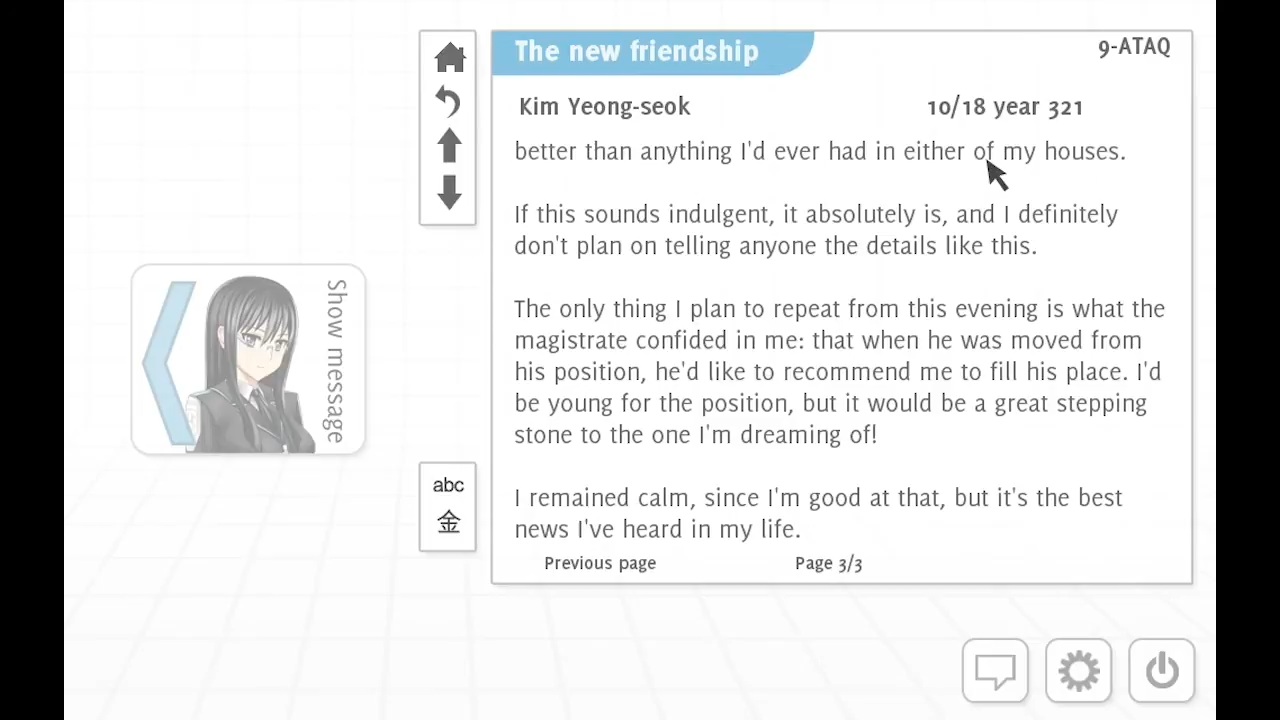 The new friendship
9-ATAQ
Kim Yeong-seok
10/18 year 321
better than anything I'd ever had in either of my houses.
If this sounds indulgent, it absolutely is, and I definitely
don't plan on telling anyone the details like this.
The only thing I plan to repeat from this evening is what the
magistrate confided in me: that when he was moved from
his position, he'd like to recommend me to fill his place. I'd
be young for the position, but it would be a great stepping
stone to the one I'm dreaming of!
I remained calm, since I'm good at that, but it's the best
news I've heard in my life.
Previous page
Page 3/3
Show message
abc
金